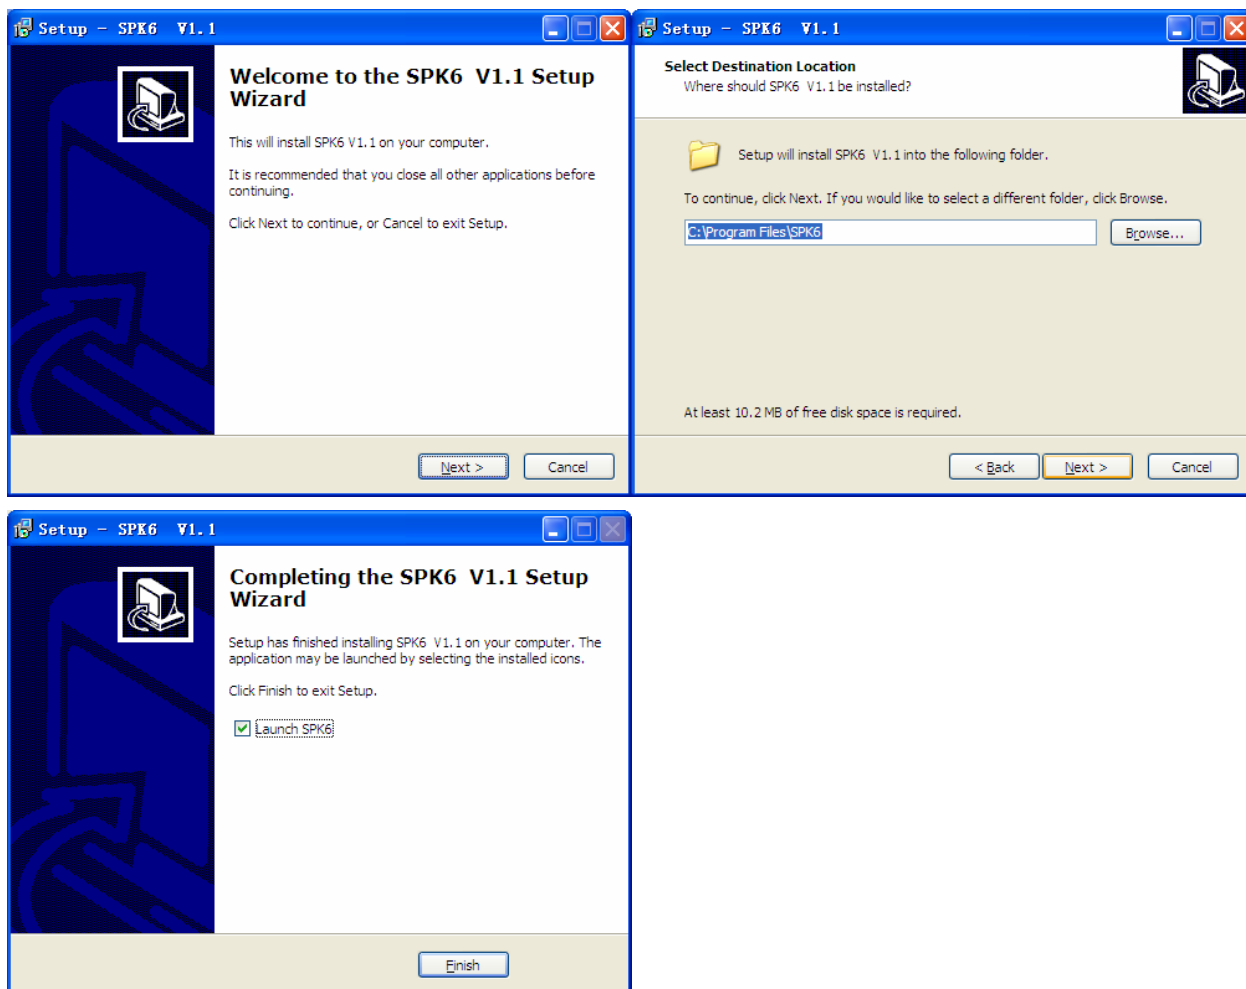 Setup - SPK6 V1.1
Welcome to the SPK6 V1.1 Setup
Wizard
This will install SPK6 V1.1 on your computer.
It is recommended that you close all other applications before
continuing.
Click Next to continue, or Cancel to exit Setup.
Next >
Cancel
Setup - SPK6 V1.1
Select Destination Location
Where should SPK6 V1.1 be installed?
Setup will install SPK6 V1.1 into the following folder.
To continue, click Next. If you would like to select a different folder, click Browse.
C:\Program Files\SPK6
Browse...
At least 10.2 MB of free disk space is required.
< Back
Next >
Cancel
Setup - SPK6 V1.1
Completing the SPK6 V1.1 Setup
Wizard
Setup has finished installing SPK6 V1.1 on your computer. The
application may be launched by selecting the installed icons.
Click Finish to exit Setup.
Launch SPK6
Finish